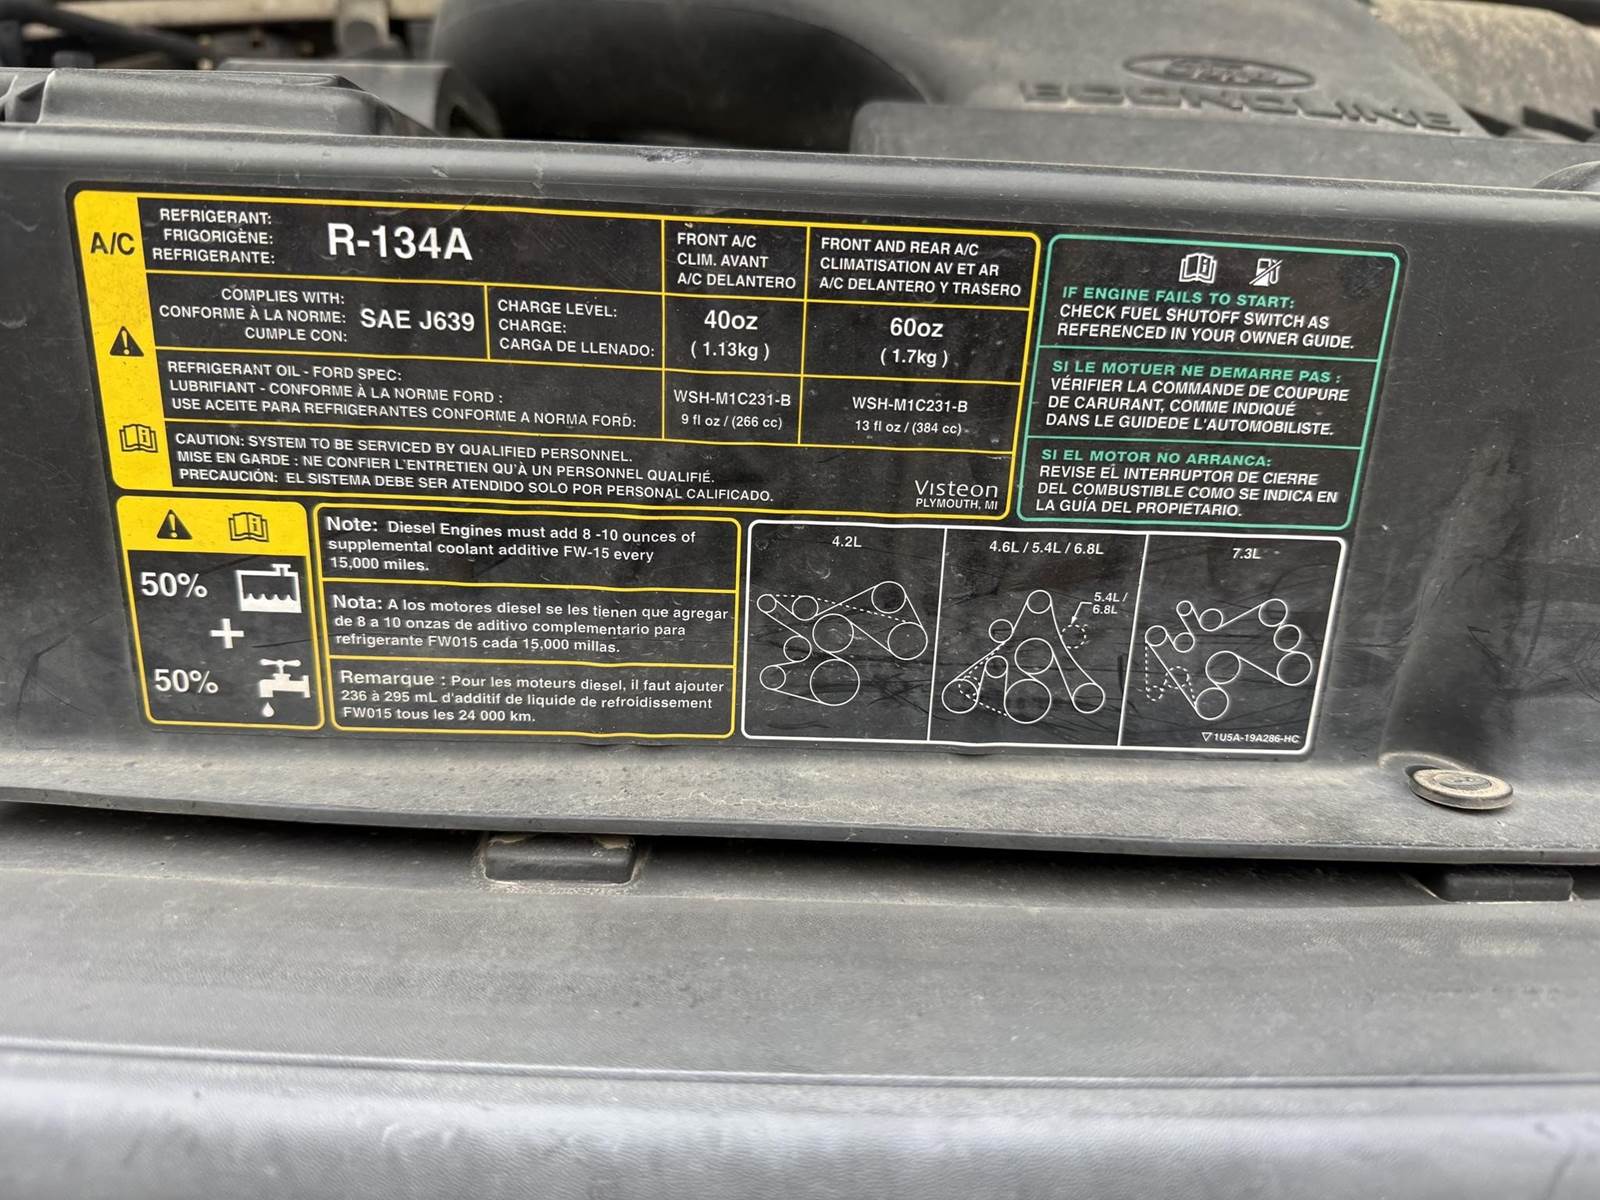 Ford
ECONOLINE
A/C
REFRIGERANT:
FRIGORIGÈNE:
REFRIGERANTE:
R-134A
FRONT A/C
CLIM. AVANT
A/C DELANTERO
FRONT AND REAR A/C
CLIMATISATION AV ET AR
A/C DELANTERO Y TRASERO
COMPLIES WITH:
CONFORME À LA NORME:
CUMPLE CON:
SAE J639
CHARGE LEVEL:
CHARGE:
CARGA DE LLENADO:
40oz
( 1.13kg )
60oz
( 1.7kg )
REFRIGERANT OIL - FORD SPEC:
LUBRIFIANT - CONFORME À LA NORME FORD :
USE ACEITE PARA REFRIGERANTES CONFORME A NORMA FORD:
WSH-M1C231-B
9 fl oz / (266 cc)
WSH-M1C231-B
13 fl oz / (384 cc)
CAUTION: SYSTEM TO BE SERVICED BY QUALIFIED PERSONNEL.
MISE EN GARDE : NE CONFIER L'ENTRETIEN QU'À UN PERSONNEL QUALIFIÉ.
PRECAUCIÓN: EL SISTEMA DEBE SER ATENDIDO SOLO POR PERSONAL CALIFICADO.
Visteon
PLYMOUTH, MI
IF ENGINE FAILS TO START:
CHECK FUEL SHUTOFF SWITCH AS
REFERENCED IN YOUR OWNER GUIDE.
SI LE MOTUER NE DEMARRE PAS :
VÉRIFIER LA COMMANDE DE COUPURE
DE CARURANT, COMME INDIQUÉ
DANS LE GUIDEDE L'AUTOMOBILISTE.
SI EL MOTOR NO ARRANCA:
REVISE EL INTERRUPTOR DE CIERRE
DEL COMBUSTIBLE COMO SE INDICA EN
LA GUÍA DEL PROPIETARIO.
50%
+
50%
Note: Diesel Engines must add 8 -10 ounces of
supplemental coolant additive FW-15 every
15,000 miles.
Nota: A los motores diesel se les tienen que agregar
de 8 a 10 onzas de aditivo complementario para
refrigerante FW015 cada 15,000 millas.
Remarque : Pour les moteurs diesel, il faut ajouter
236 à 295 mL d'additif de liquide de refroidissement
FW015 tous les 24 000 km.
4.2L
4.6L / 5.4L / 6.8L
5.4L /
6.8L
7.3L
1U5A-19A286-HC